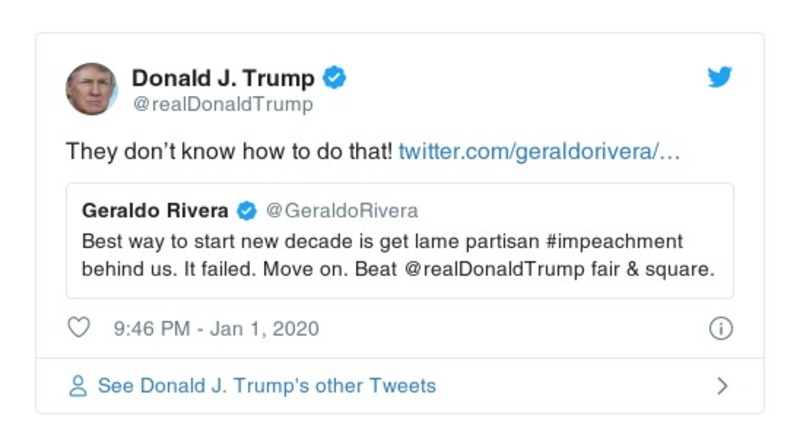 Donald J. Trump
@realDonaldTrump
They don’t know how to do that! twitter.com/geraldorivera/…
Geraldo Rivera @GeraldoRivera
Best way to start new decade is get lame partisan #impeachment
behind us. It failed. Move on. Beat @realDonaldTrump fair & square.
9:46 PM - Jan 1, 2020
See Donald J. Trump's other Tweets